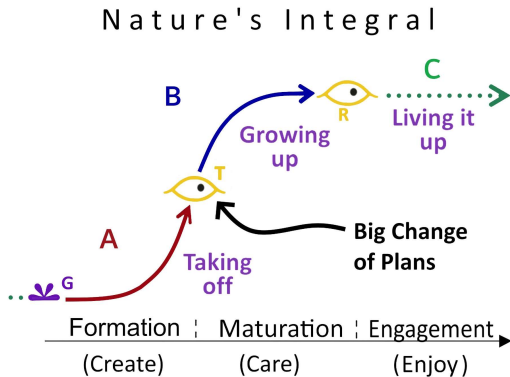 Nature's Integral
C
B
R
Growing
up
Living it
up
T
A
Big Change
of Plans
Taking
off
G
Formation ¦ Maturation ¦ Engagement
(Create) (Care) (Enjoy)